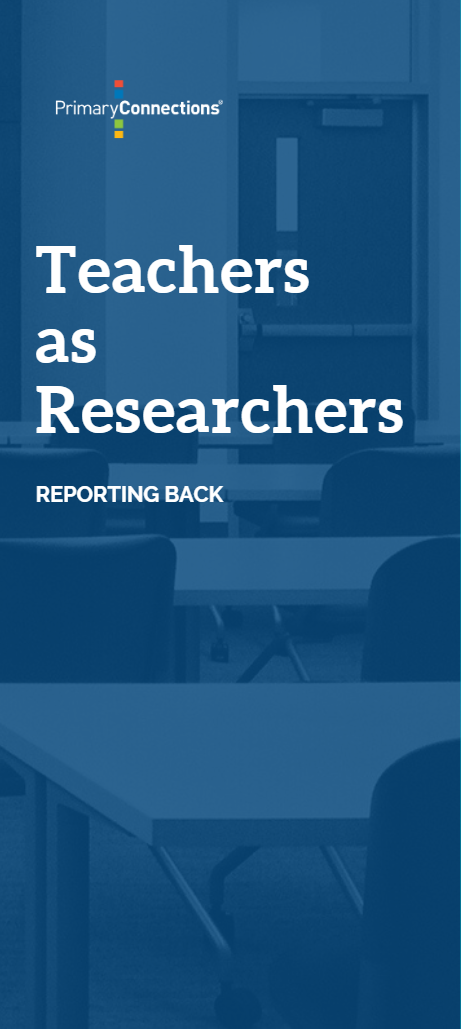 PrimaryConnections®
Teachers
as
Researchers
REPORTING BACK